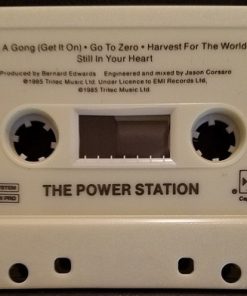 A Gong (Get It On) • Go To Zero • Harvest For The World
Still In Your Heart
Produced by Bernard Edwards Engineered and mixed by Jason Corsaro
©1985 Tritec Music Ltd. Under Licence to EMI Records Ltd.
℗1985 Tritec Music Ltd.
SYSTEM
PRO
THE POWER STATION